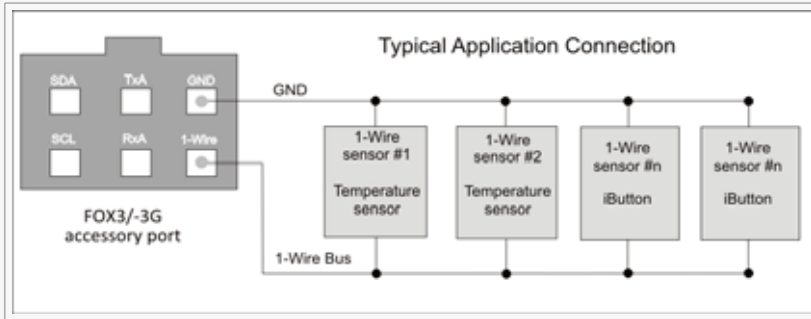 Typical Application Connection
SDA TxA GND
SCL RxA 1-Wire
FOX3/-3G
accessory port
GND
1-Wire Bus
1-Wire
sensor #1
Temperature
sensor
1-Wire
sensor #2
Temperature
sensor
1-Wire
sensor #n
iButton
1-Wire
sensor #n
iButton